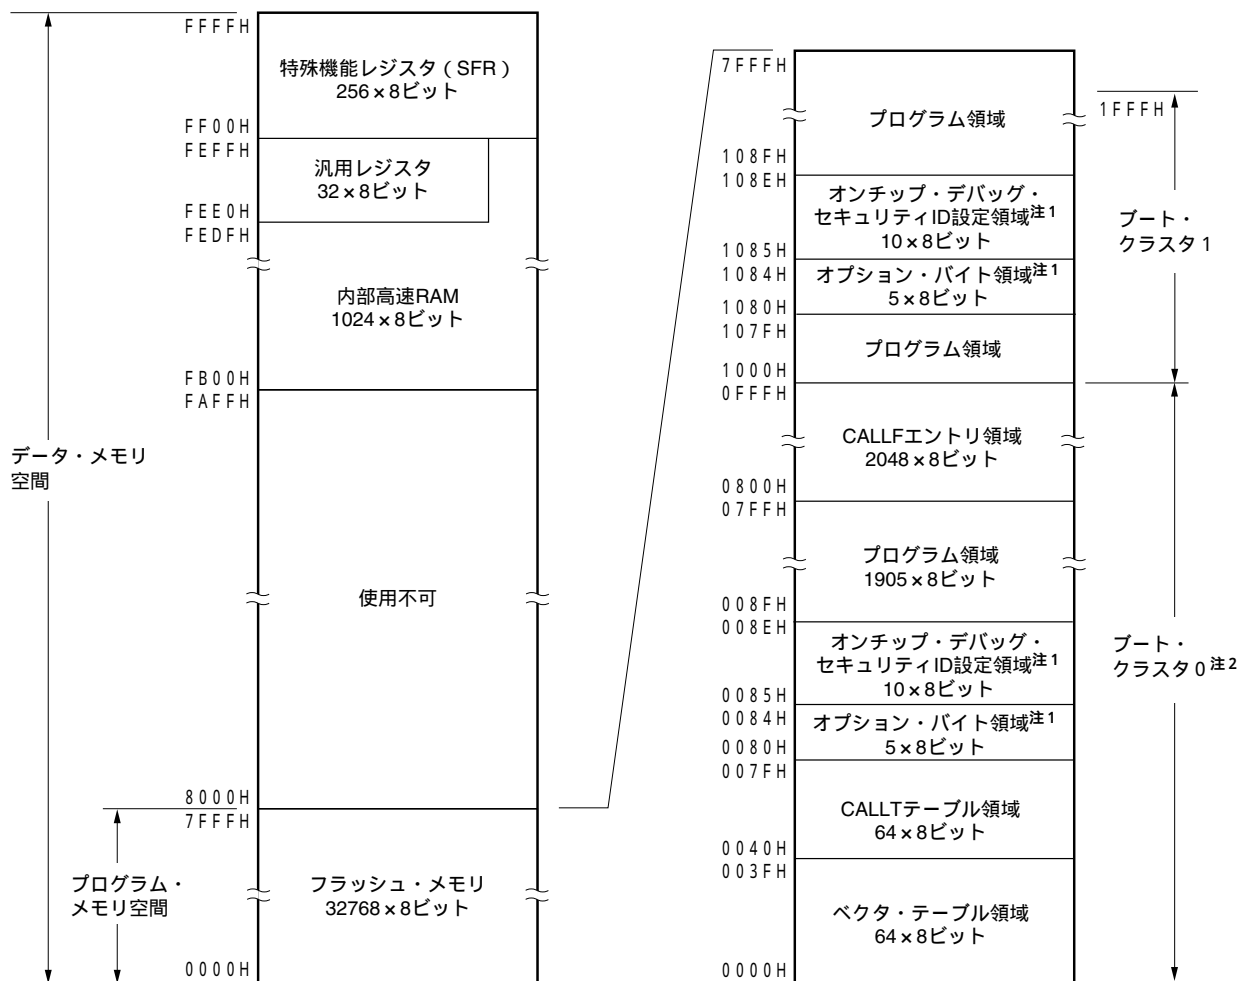 FFFFH
特殊機能レジスタ（SFR）
256×8ビット
FF00H
FEFFH
汎用レジスタ
32×8ビット
FEE0H
FEDFH
内部高速RAM
1024×8ビット
FB00H
FAFFH
データ・メモリ
空間
使用不可
8000H
7FFFH
プログラム・
メモリ空間
フラッシュ・メモリ
32768×8ビット
0000H
7FFFH
1FFFH
プログラム領域
108FH
108EH
オンチップ・デバッグ・
セキュリティID設定領域注1
10×8ビット
ブート・
クラスタ1
1085H
1084H
オプション・バイト領域注1
5×8ビット
1080H
107FH
プログラム領域
1000H
0FFFH
CALLFエントリ領域
2048×8ビット
0800H
07FFH
プログラム領域
1905×8ビット
008FH
008EH
オンチップ・デバッグ・
セキュリティID設定領域注1
10×8ビット
ブート・
クラスタ0注2
0085H
0084H
オプション・バイト領域注1
5×8ビット
0080H
007FH
CALLTテーブル領域
64×8ビット
0040H
003FH
ベクタ・テーブル領域
64×8ビット
0000H